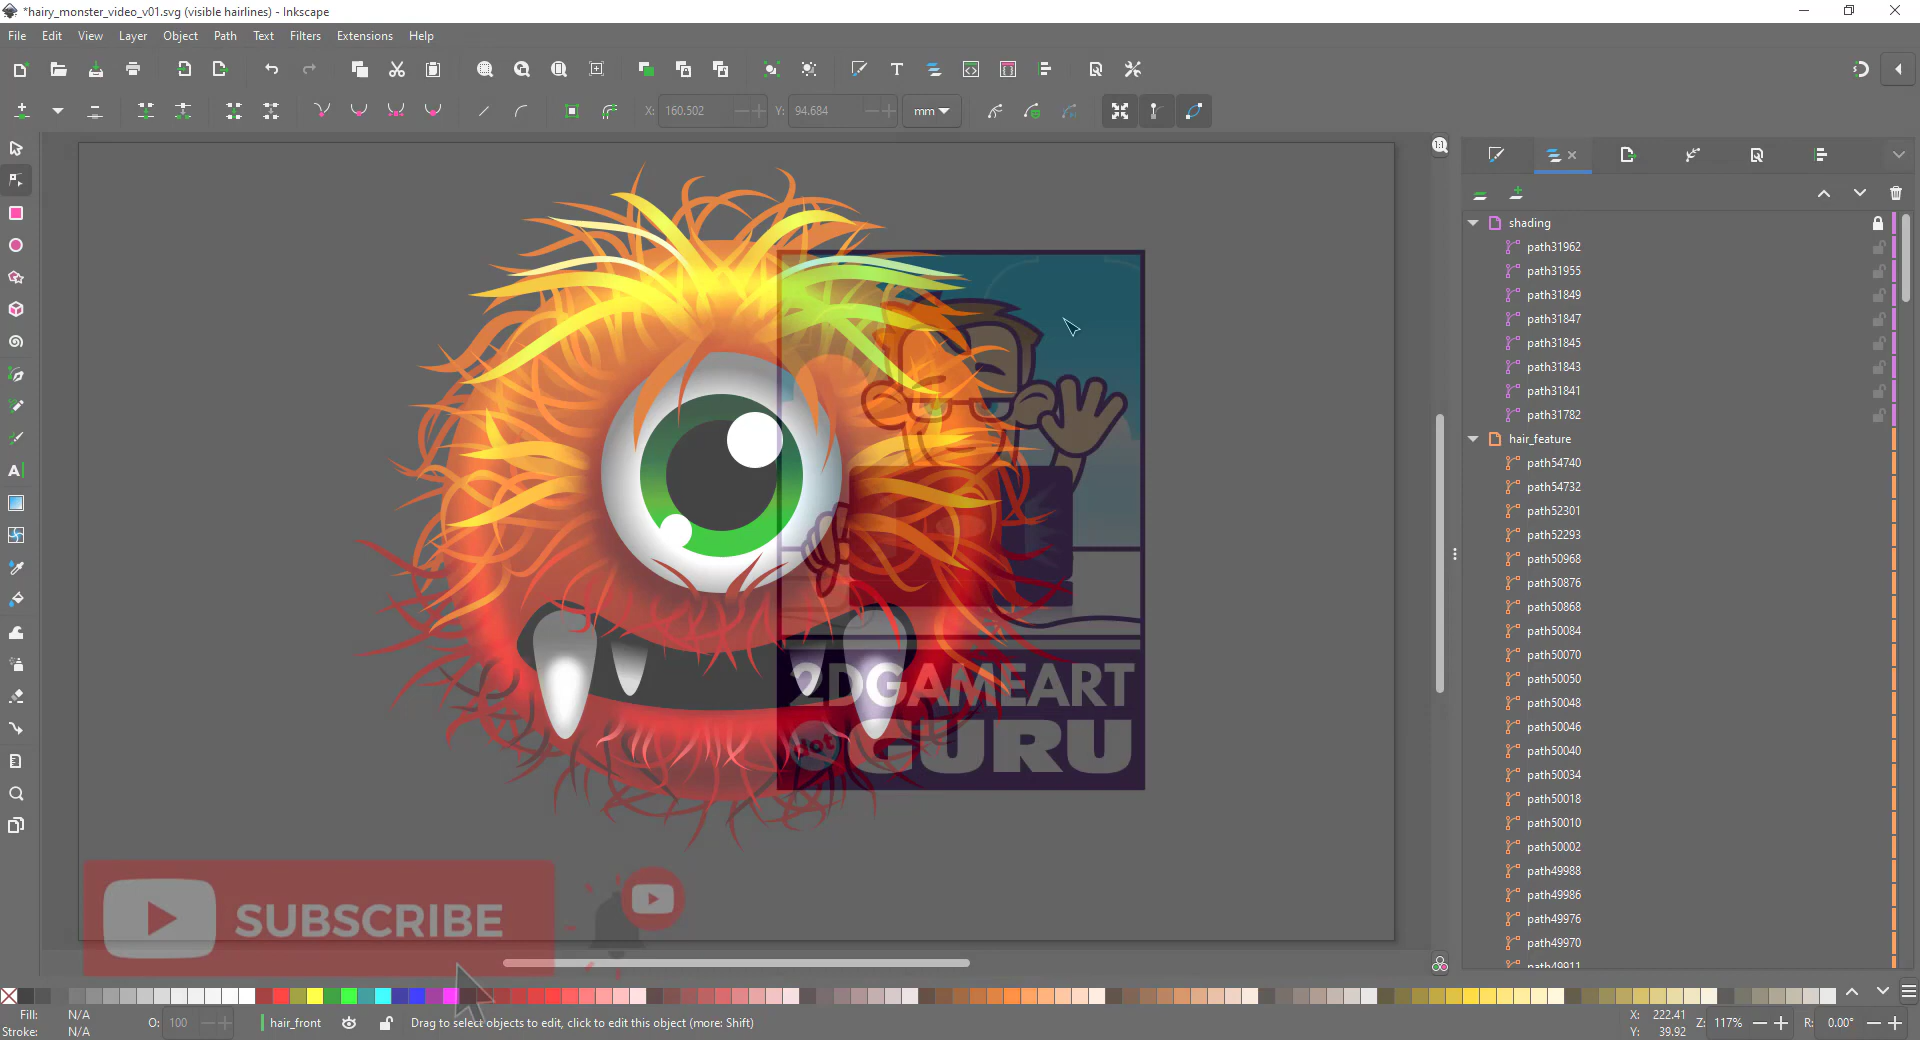 *hairy_monster_video_v01.svg (visible hairlines) - Inkscape
File Edit View Layer Object Path Text Filters Extensions Help
X: 160.502 Y: 94.684 mm
1:1
shading
path31962
path31955
path31849
path31847
path31845
path31843
path31841
path31782
hair_feature
path54740
path54732
path52301
path52293
path50968
path50876
path50868
path50084
path50070
path50050
path50048
path50046
path50040
path50034
path50018
path50010
path50002
path49988
path49986
path49976
path49970
path49911
2DGAMEART
Not
GURU
SUBSCRIBE
Fill: N/A
Stroke: N/A
O: 100
hair_front
Drag to select objects to edit, click to edit this object (more: Shift)
X: 222.41
Y: 39.92
Z: 117%
R: 0.00°